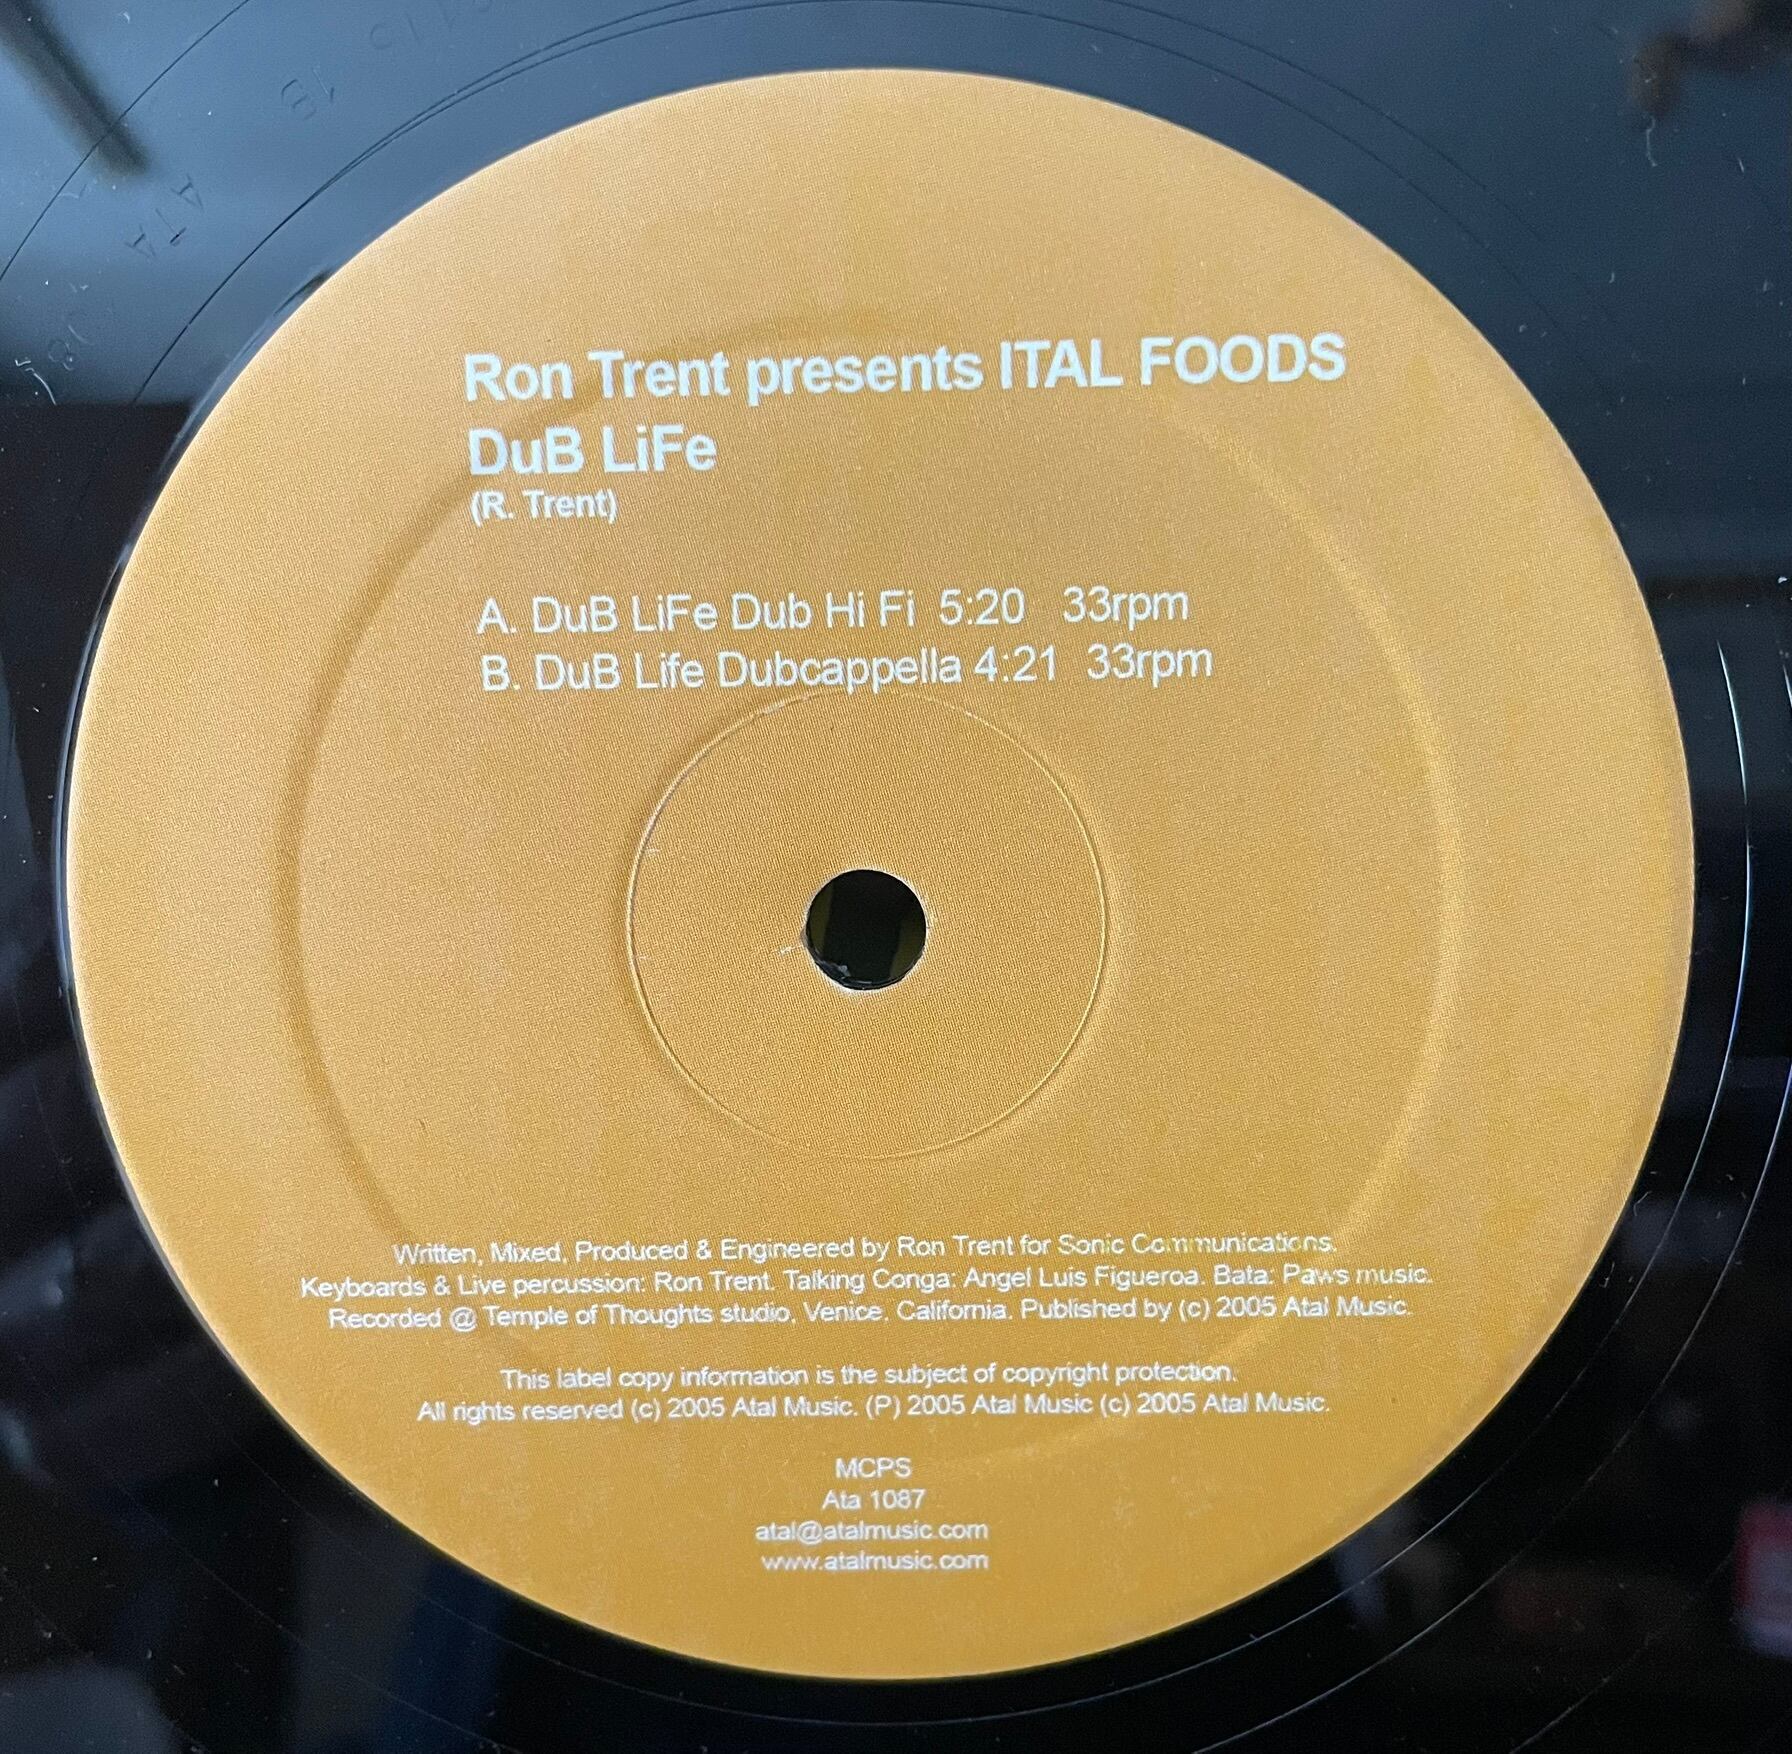 Ron Trent presents ITAL FOODS
DuB LiFe
(R. Trent)
A. DuB LiFe Dub Hi Fi 5:20 33rpm
B. DuB Life Dubcappella 4:21 33rpm
Written, Mixed, Produced & Engineered by Ron Trent for Sonic Communications.
Keyboards & Live percussion: Ron Trent. Talking Conga: Angel Luis Figueroa. Bata: Paws music.
Recorded @ Temple of Thoughts studio, Venice, California. Published by (c) 2005 Atal Music.
This label copy information is the subject of copyright protection.
All rights reserved (c) 2005 Atal Music. (P) 2005 Atal Music (c) 2005 Atal Music.
MCPS
Ata 1087
atal@atalmusic.com
www.atalmusic.com
ATA